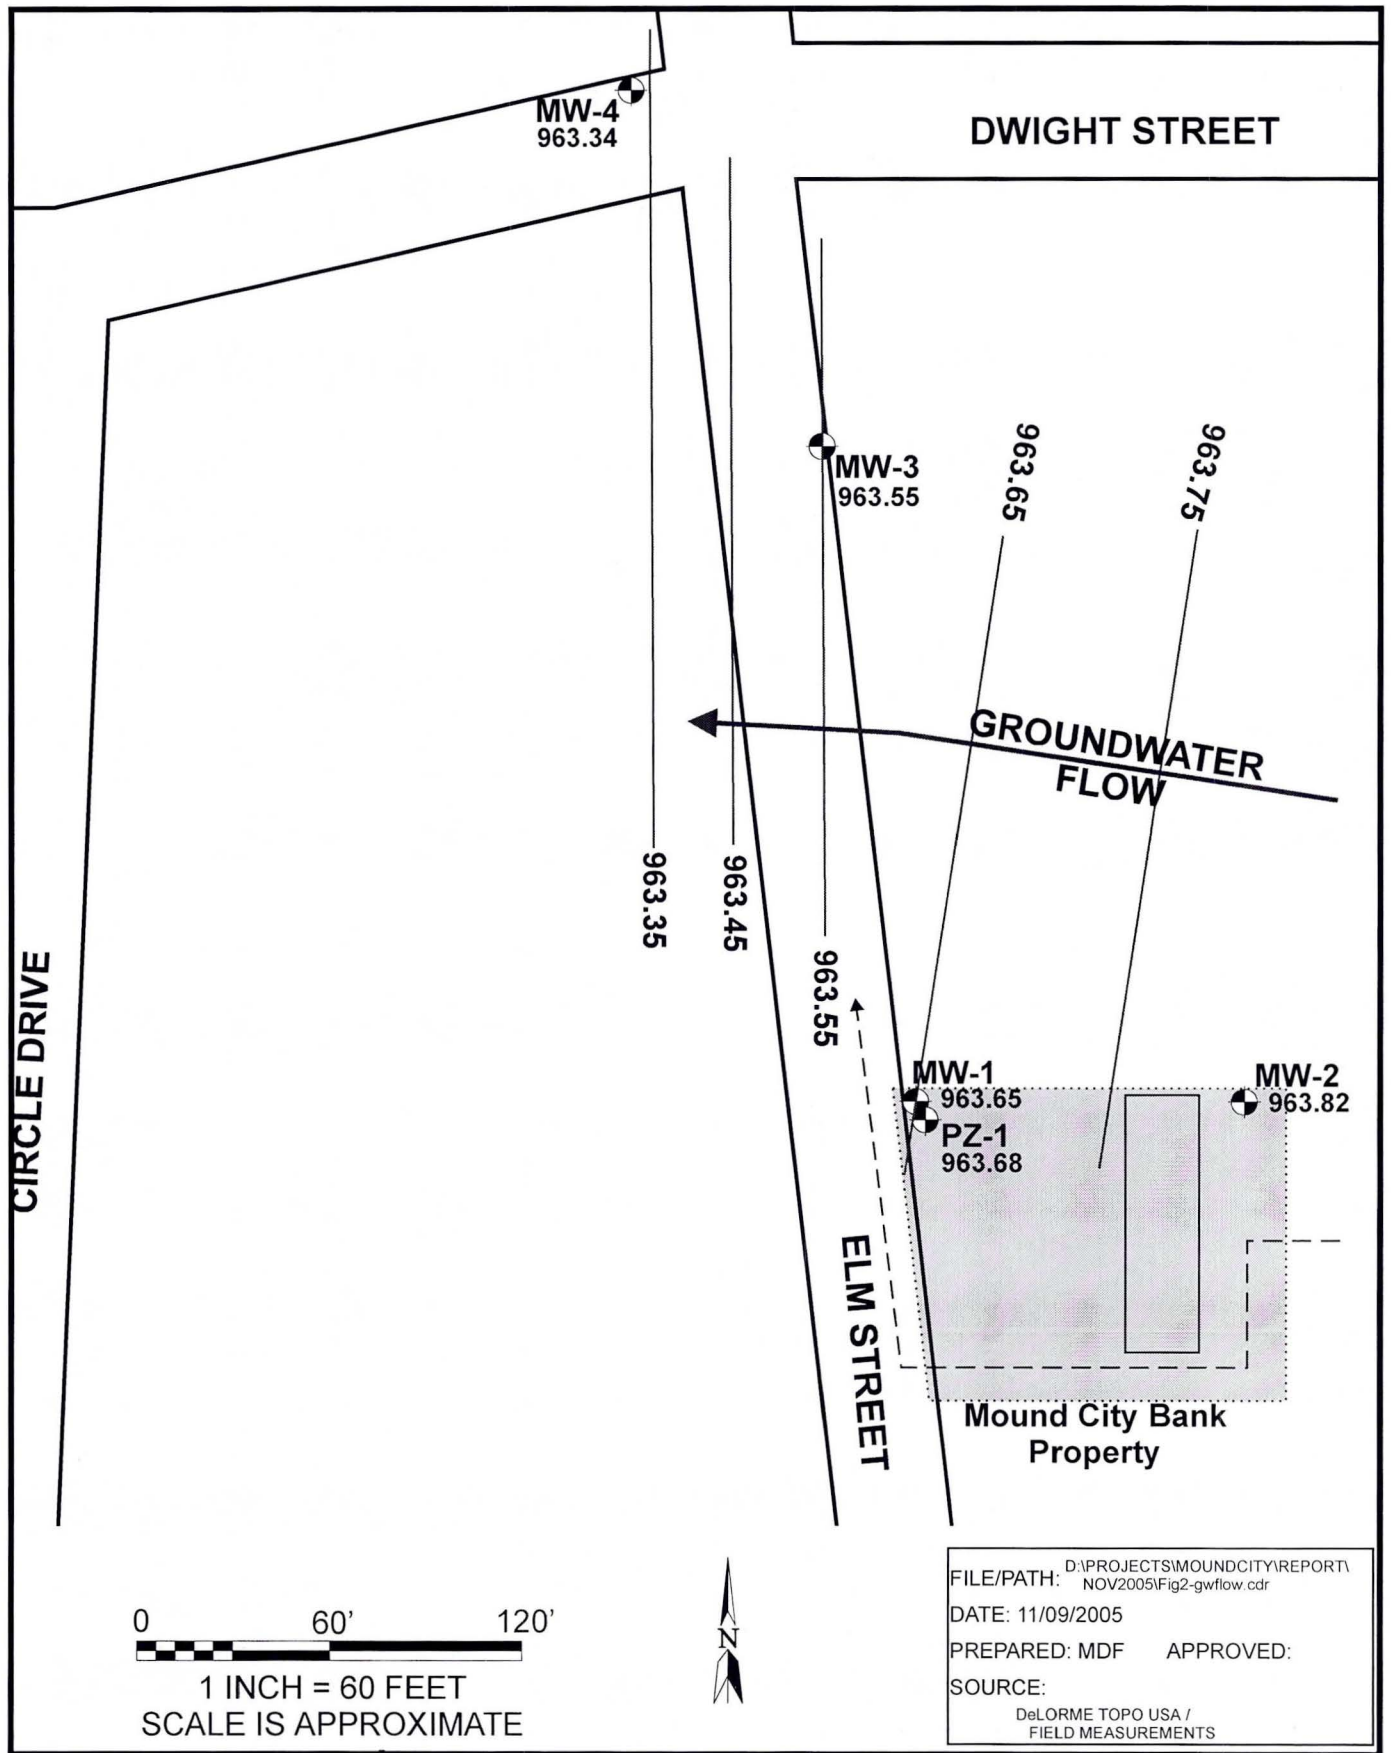 MW-4
963.34
DWIGHT STREET
MW-3
963.55
963.65
963.75
GROUNDWATER
FLOW
963.35
963.45
963.55
CIRCLE DRIVE
MW-1
963.65
MW-2
963.82
PZ-1
963.68
ELM STREET
Mound City Bank
Property
0 60' 120'
1 INCH = 60 FEET
SCALE IS APPROXIMATE
N
FILE/PATH: D:\PROJECTS\MOUNDCITY\REPORT\
NOV2005\Fig2-gwflow.cdr
DATE: 11/09/2005
PREPARED: MDF APPROVED:
SOURCE:
DeLORME TOPO USA /
FIELD MEASUREMENTS